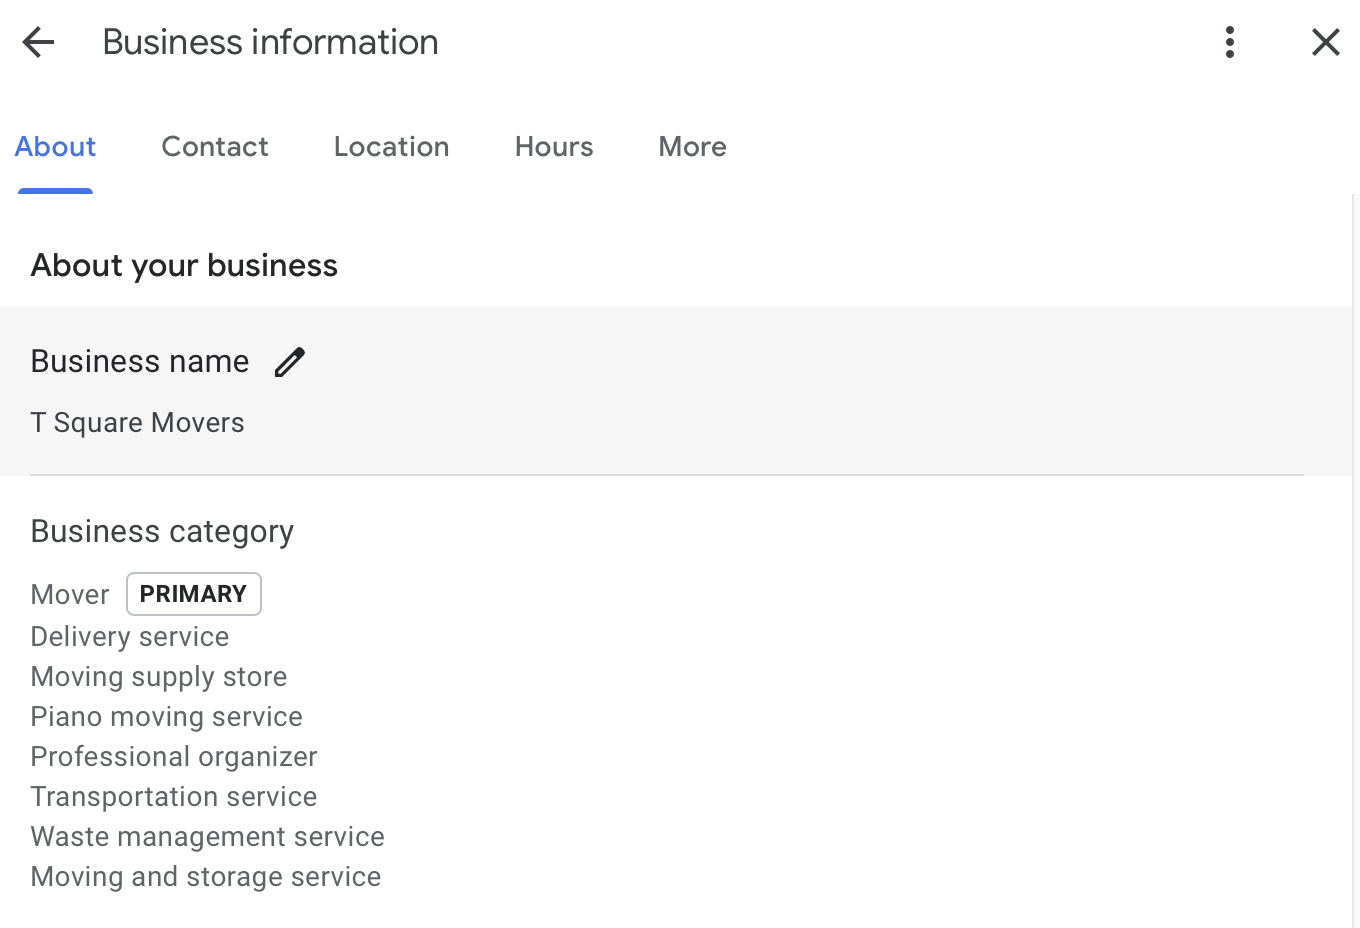 Business information
About Contact Location Hours More
About your business
Business name
T Square Movers
Business category
Mover PRIMARY
Delivery service
Moving supply store
Piano moving service
Professional organizer
Transportation service
Waste management service
Moving and storage service